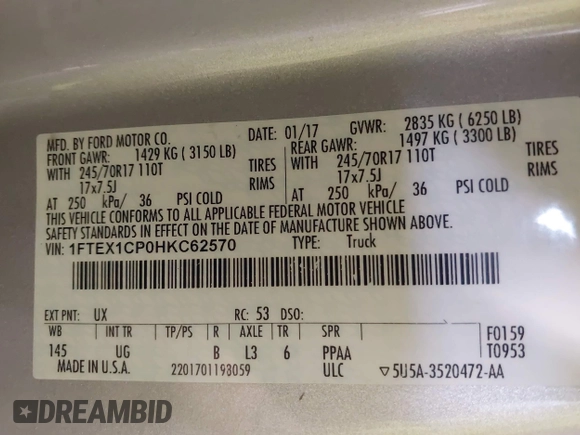 MFD. BY FORD MOTOR CO.
DATE: 01/17
GVWR: 2835 KG ( 6250 LB)
FRONT GAWR: 1429 KG ( 3150 LB)
REAR GAWR: 1497 KG ( 3300 LB)
WITH 245/70R17 110T TIRES
WITH 245/70R17 110T TIRES
17x7.5J RIMS
17x7.5J RIMS
AT 250 kPa/ 36 PSI COLD
AT 250 kPa/ 36 PSI COLD
THIS VEHICLE CONFORMS TO ALL APPLICABLE FEDERAL MOTOR VEHICLE
SAFETY STANDARDS IN EFFECT ON THE DATE OF MANUFACTURE SHOWN ABOVE.
VIN: 1FTEX1CP0HKC62570
TYPE: Truck
EXT PNT: UX RC: 53 DSO:
WB INT TR TP/PS R AXLE TR SPR
145 UG B L3 6 PPAA
F0159
T0953
MADE IN U.S.A. 2201701198059 ULC ▽5U5A-3520472-AA
DREAMBID